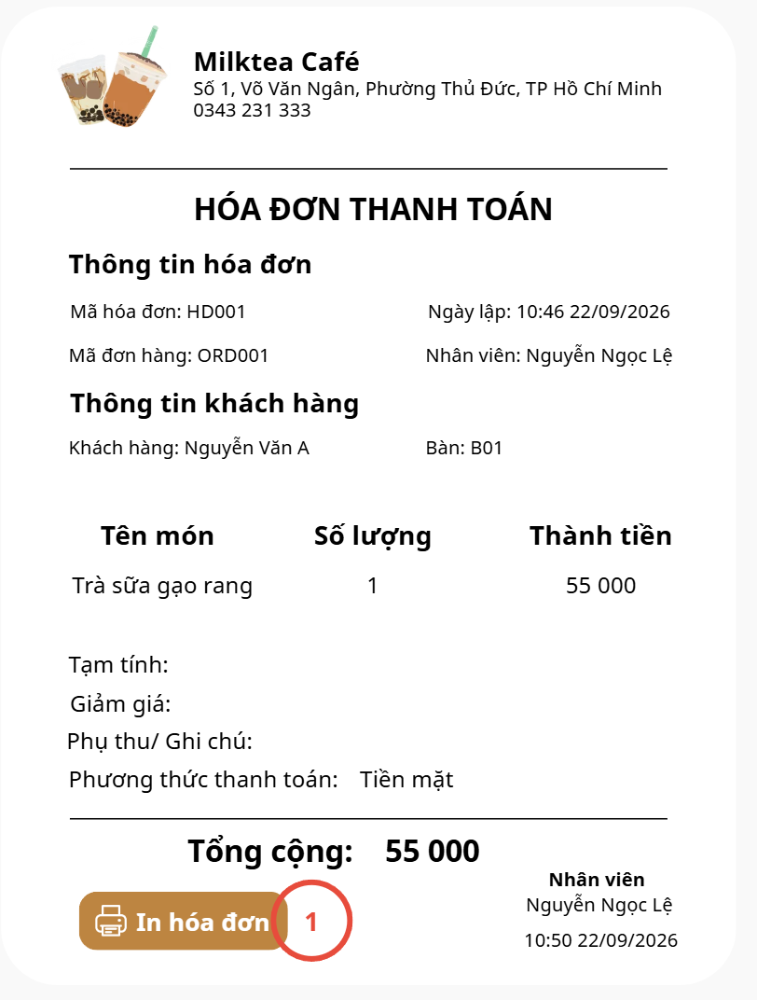 Milktea Café
Số 1, Võ Văn Ngân, Phường Thủ Đức, TP Hồ Chí Minh
0343 231 333
HÓA ĐƠN THANH TOÁN
Thông tin hóa đơn
Mã hóa đơn: HD001 Ngày lập: 10:46 22/09/2026
Mã đơn hàng: ORD001 Nhân viên: Nguyễn Ngọc Lệ
Thông tin khách hàng
Khách hàng: Nguyễn Văn A Bàn: B01
Tên món Số lượng Thành tiền
Trà sữa gạo rang 1 55 000
Tạm tính:
Giảm giá:
Phụ thu/ Ghi chú:
Phương thức thanh toán: Tiền mặt
Tổng cộng: 55 000
Nhân viên
Nguyễn Ngọc Lệ
In hóa đơn 1
10:50 22/09/2026